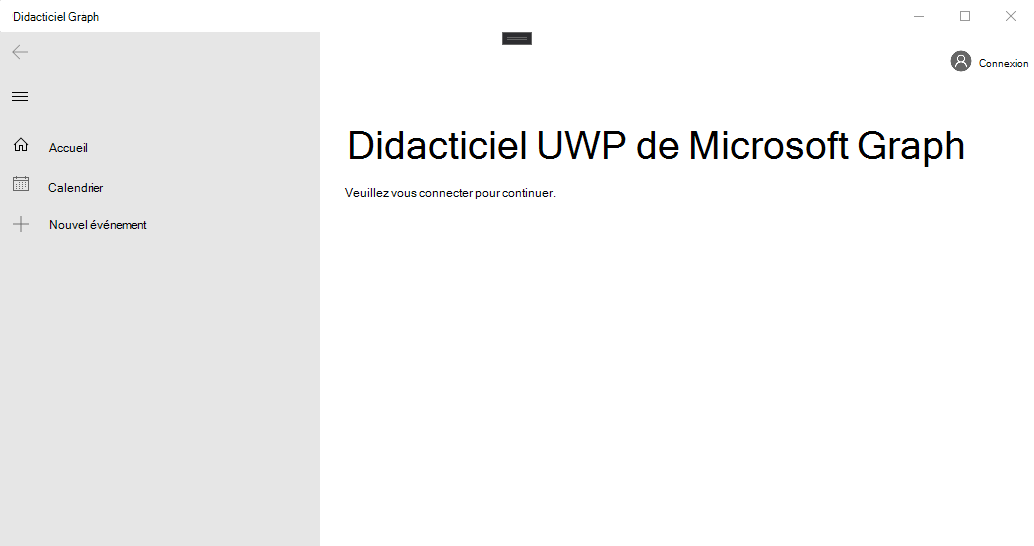 Didacticiel Graph
Connexion
Accueil
Calendrier
Nouvel événement
Didacticiel UWP de Microsoft Graph
Veuillez vous connecter pour continuer.